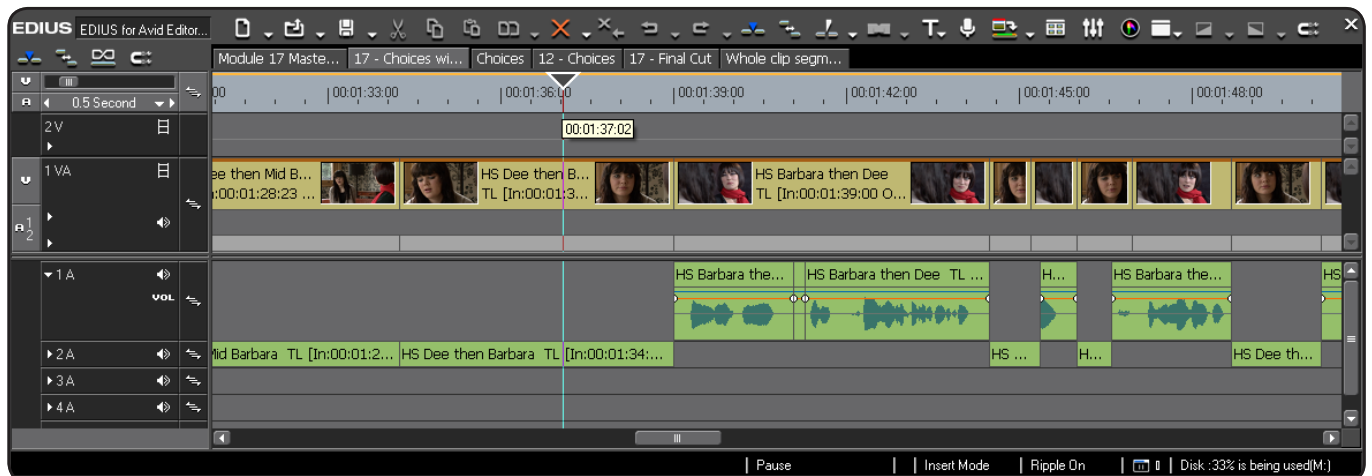 EDIUS EDIUS for Avid Editor...
Module 17 Maste... 17 - Choices wi... Choices 12 - Choices 17 - Final Cut Whole clip segm...
0.5 Second
00 00:01:33:00 00:01:36:00 00:01:39:00 00:01:42:00 00:01:45:00 00:01:48:00
00:01:37:02
2 V
1 VA
ee then Mid B... HS Dee then B... HS Barbara then Dee
:00:01:28:23 ... TL [In:00:01:3... TL [In:00:01:39:00 O...
1
2
1 A
HS Barbara the... HS Barbara then Dee TL ... H... HS Barbara the... HS
VOL
2 A
Mid Barbara TL [In:00:01:2... HS Dee then Barbara TL [In:00:01:34:... HS ... H... HS Dee th...
3 A
4 A
Pause Insert Mode Ripple On Disk :33% is being used(M:)